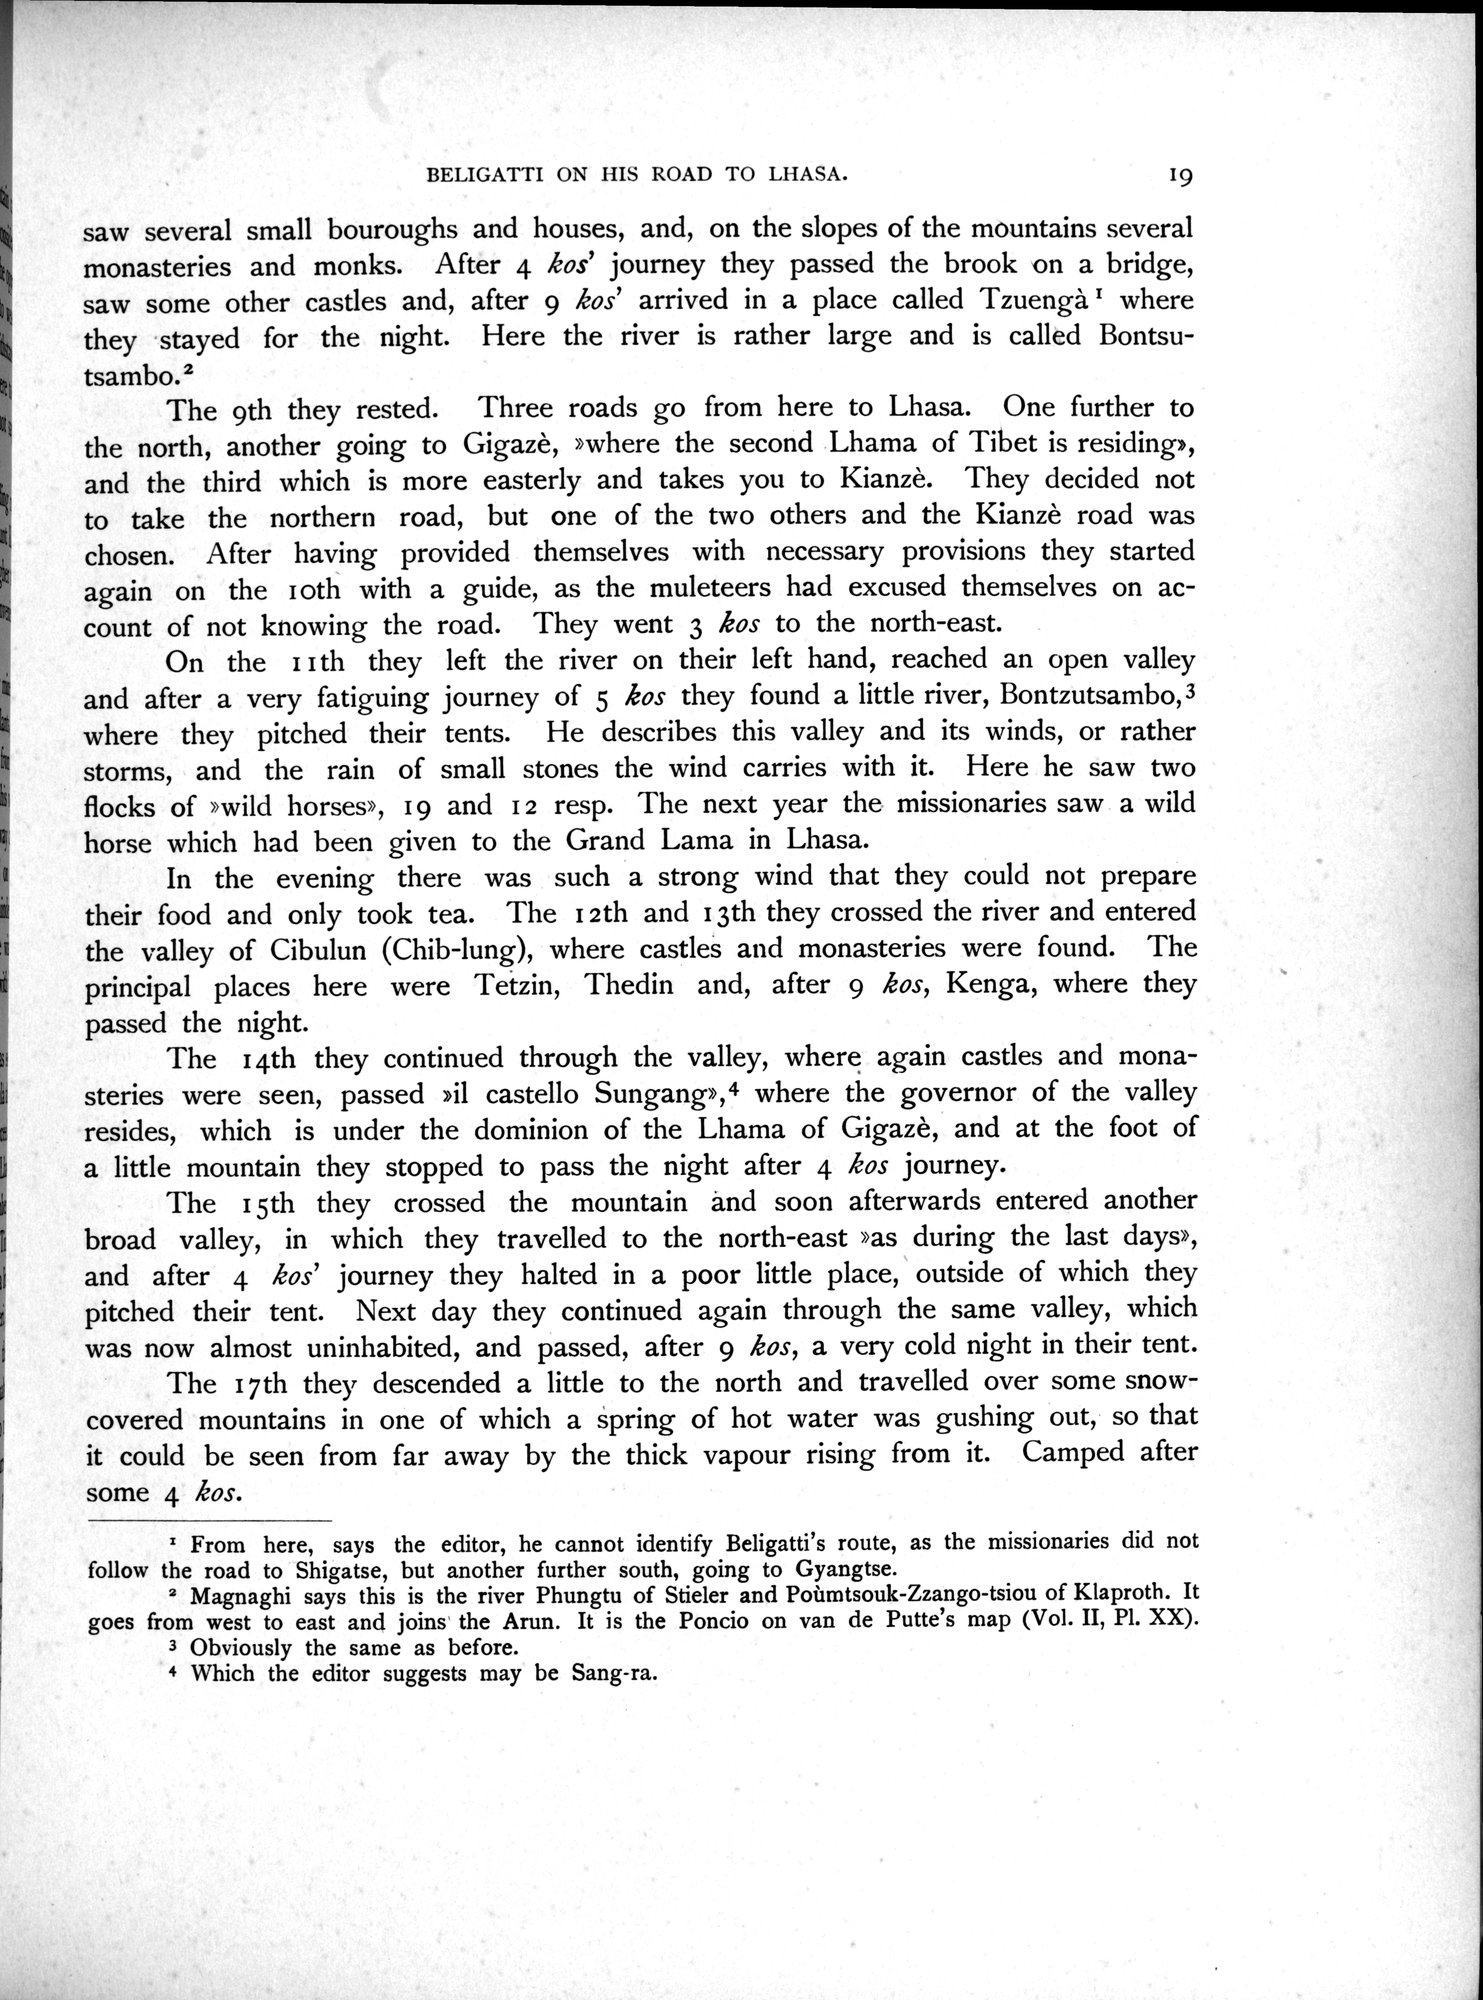 BELIGATTI ON HIS ROAD TO LHASA. 19
saw several small bouroughs and houses, and, on the slopes of the mountains several
monasteries and monks. After 4 kos' journey they passed the brook on a bridge,
saw some other castles and, after 9 kos' arrived in a place called Tzuengà¹ where
they stayed for the night. Here the river is rather large and is called Bontsu-
tsambo.²
The 9th they rested. Three roads go from here to Lhasa. One further to
the north, another going to Gigazè, »where the second Lhama of Tibet is residing»,
and the third which is more easterly and takes you to Kianzè. They decided not
to take the northern road, but one of the two others and the Kianzè road was
chosen. After having provided themselves with necessary provisions they started
again on the 10th with a guide, as the muleteers had excused themselves on ac-
count of not knowing the road. They went 3 kos to the north-east.
On the 11th they left the river on their left hand, reached an open valley
and after a very fatiguing journey of 5 kos they found a little river, Bontzutsambo,³
where they pitched their tents. He describes this valley and its winds, or rather
storms, and the rain of small stones the wind carries with it. Here he saw two
flocks of »wild horses», 19 and 12 resp. The next year the missionaries saw a wild
horse which had been given to the Grand Lama in Lhasa.
In the evening there was such a strong wind that they could not prepare
their food and only took tea. The 12th and 13th they crossed the river and entered
the valley of Cibulun (Chib-lung), where castles and monasteries were found. The
principal places here were Tetzin, Thedin and, after 9 kos, Kenga, where they
passed the night.
The 14th they continued through the valley, where again castles and mona-
steries were seen, passed »il castello Sungang»,⁴ where the governor of the valley
resides, which is under the dominion of the Lhama of Gigazè, and at the foot of
a little mountain they stopped to pass the night after 4 kos journey.
The 15th they crossed the mountain and soon afterwards entered another
broad valley, in which they travelled to the north-east »as during the last days»,
and after 4 kos' journey they halted in a poor little place, outside of which they
pitched their tent. Next day they continued again through the same valley, which
was now almost uninhabited, and passed, after 9 kos, a very cold night in their tent.
The 17th they descended a little to the north and travelled over some snow-
covered mountains in one of which a spring of hot water was gushing out, so that
it could be seen from far away by the thick vapour rising from it. Camped after
some 4 kos.
¹ From here, says the editor, he cannot identify Beligatti's route, as the missionaries did not
follow the road to Shigatse, but another further south, going to Gyangtse.
² Magnaghi says this is the river Phungtu of Stieler and Poùmtsouk-Zzango-tsiou of Klaproth. It
goes from west to east and joins the Arun. It is the Poncio on van de Putte's map (Vol. II, Pl. XX).
³ Obviously the same as before.
⁴ Which the editor suggests may be Sang-ra.